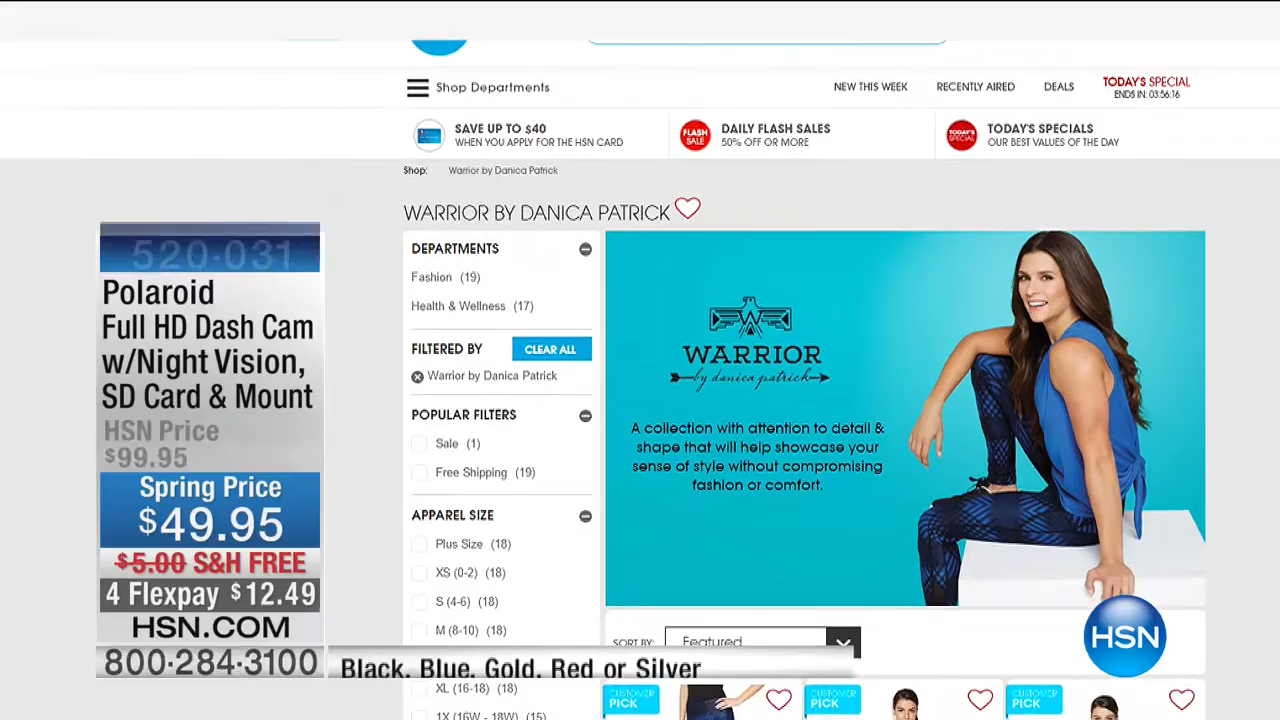 Shop Departments
NEW THIS WEEK
RECENTLY AIRED
DEALS
TODAY'S SPECIAL
ENDS IN: 03:56:16
SAVE UP TO $40
WHEN YOU APPLY FOR THE HSN CARD
FLASH
SALE
DAILY FLASH SALES
50% OFF OR MORE
TODAY'S
SPECIAL
TODAY'S SPECIALS
OUR BEST VALUES OF THE DAY
Shop: Warrior by Danica Patrick
WARRIOR BY DANICA PATRICK
520-031
Polaroid
Full HD Dash Cam
w/Night Vision,
SD Card & Mount
HSN Price
$99.95
Spring Price
$49.95
$5.00 S&H FREE
4 Flexpay $12.49
HSN.COM
800-284-3100
Black, Blue, Gold, Red or Silver
DEPARTMENTS
Fashion (19)
Health & Wellness (17)
FILTERED BY
CLEAR ALL
Warrior by Danica Patrick
POPULAR FILTERS
Sale (1)
Free Shipping (19)
APPAREL SIZE
Plus Size (18)
XS (0-2) (18)
S (4-6) (18)
M (8-10) (18)
XL (16-18) (18)
1X (16W - 18W) (15)
WARRIOR
by danica patrick
A collection with attention to detail &
shape that will help showcase your
sense of style without compromising
fashion or comfort.
SORT BY: Featured
HSN
CUSTOMER
PICK
CUSTOMER
PICK
CUSTOMER
PICK